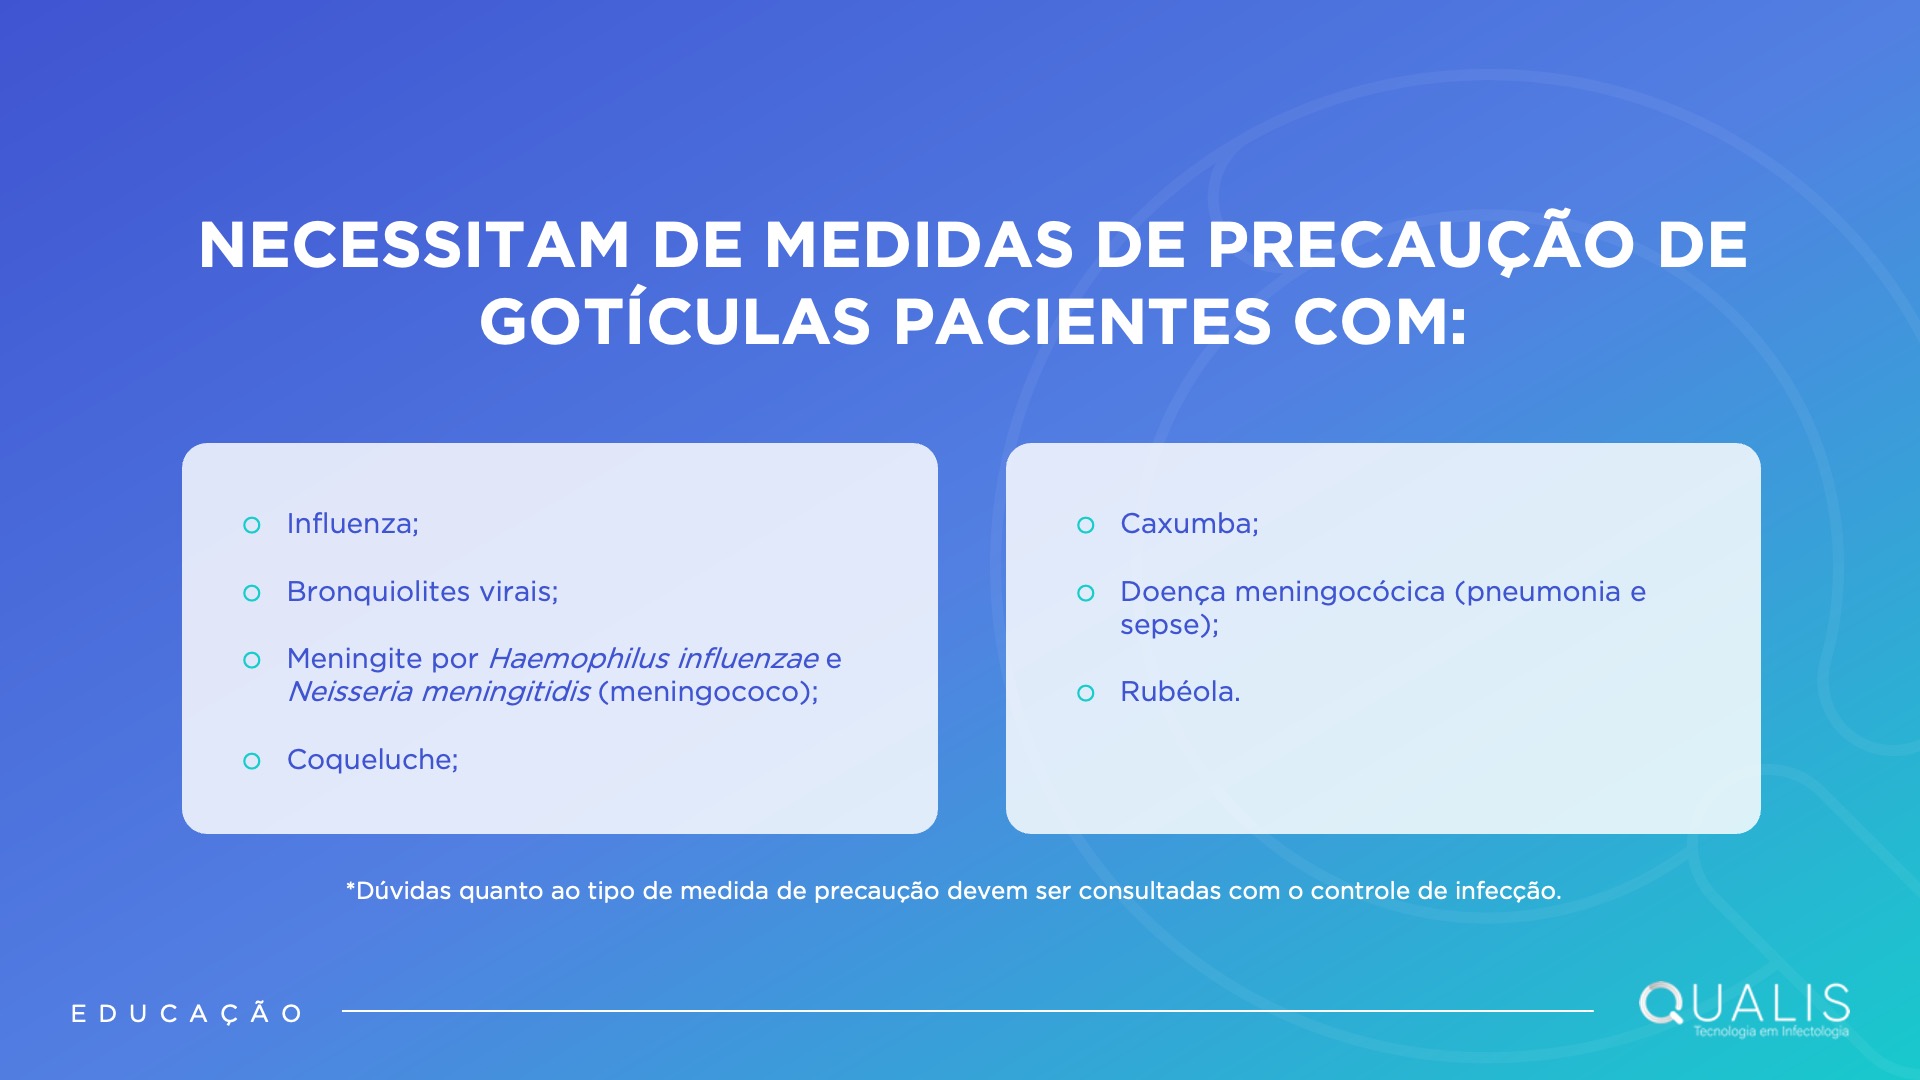 NECESSITAM DE MEDIDAS DE PRECAUÇÃO DE
GOTÍCULAS PACIENTES COM:
Influenza;
Bronquiolites virais;
Meningite por Haemophilus influenzae e
Neisseria meningitidis (meningococo);
Coqueluche;
Caxumba;
Doença meningocócica (pneumonia e
sepse);
Rubéola.
*Dúvidas quanto ao tipo de medida de precaução devem ser consultadas com o controle de infecção.
EDUCAÇÃO
QUALIS
Tecnologia em Infectologia